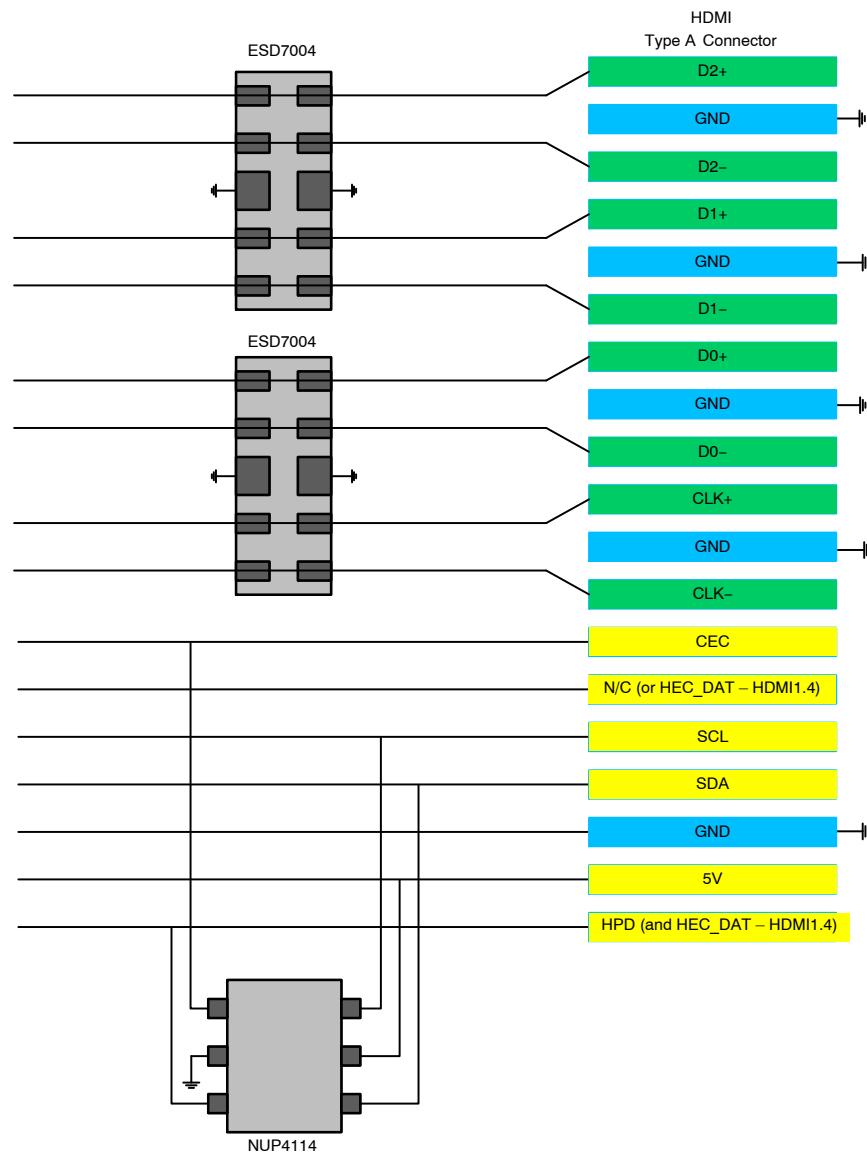 HDMI
Type A Connector
ESD7004
D2+
GND
D2−
D1+
GND
D1−
ESD7004
D0+
GND
D0−
CLK+
GND
CLK−
CEC
N/C (or HEC_DAT – HDMI1.4)
SCL
SDA
GND
5V
HPD (and HEC_DAT – HDMI1.4)
NUP4114